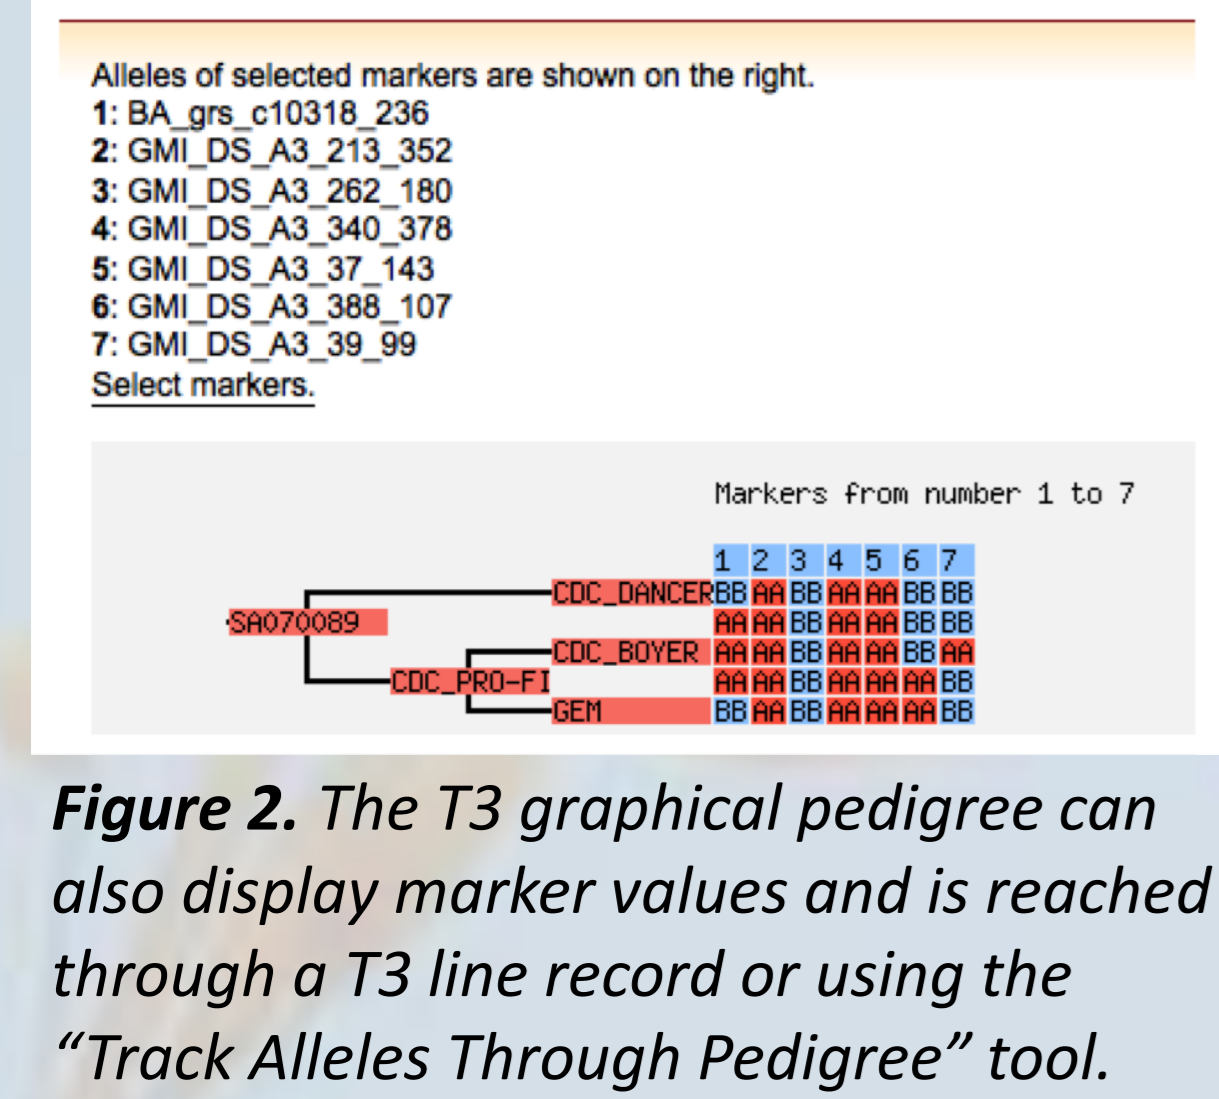 Alleles of selected markers are shown on the right.
1: BA_grs_c10318_236
2: GMI_DS_A3_213_352
3: GMI_DS_A3_262_180
4: GMI_DS_A3_340_378
5: GMI_DS_A3_37_143
6: GMI_DS_A3_388_107
7: GMI_DS_A3_39_99
Select markers.
Markers from number 1 to 7
1 2 3 4 5 6 7
CDC_DANCER BB AA BB AA AA BB BB
SA070089 AA AA BB AA AA BB BB
CDC_BOYER AA AA BB AA AA BB AA
CDC_PRO-FI AA AA BB AA AA AA BB
GEM BB AA BB AA AA AA BB
Figure 2. The T3 graphical pedigree can
also display marker values and is reached
through a T3 line record or using the
“Track Alleles Through Pedigree” tool.